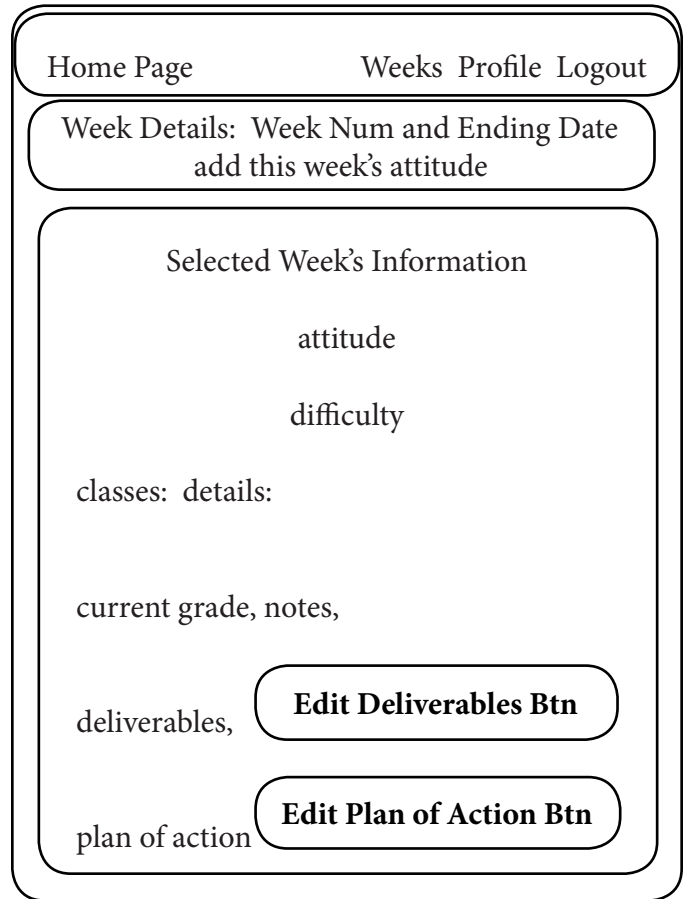 Home Page Weeks Profile Logout
Week Details: Week Num and Ending Date
add this week's attitude
Selected Week's Information
attitude
difficulty
classes: details:
current grade, notes,
deliverables, Edit Deliverables Btn
plan of action Edit Plan of Action Btn